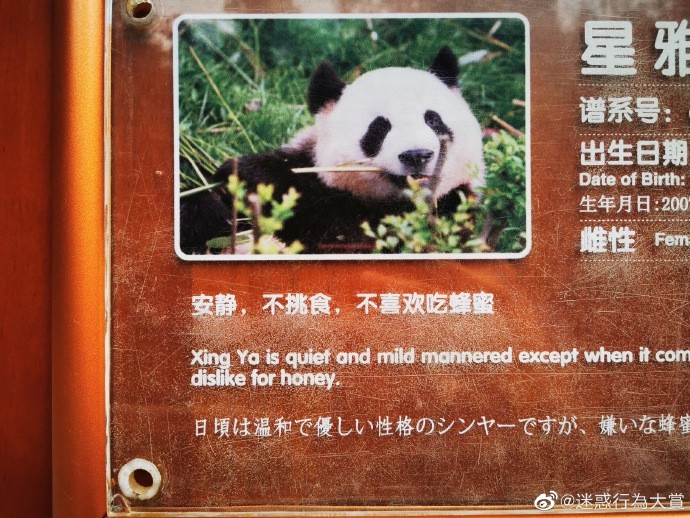 星雅
谱系号：
出生日期
Date of Birth:
生年月日:200
雌性 Fem
安静，不挑食，不喜欢吃蜂蜜
Xing Ya is quiet and mild mannered except when it com
dislike for honey.
日頃は温和で優しい性格のシンヤーですが、嫌いな蜂蜜
@迷惑行為大賞